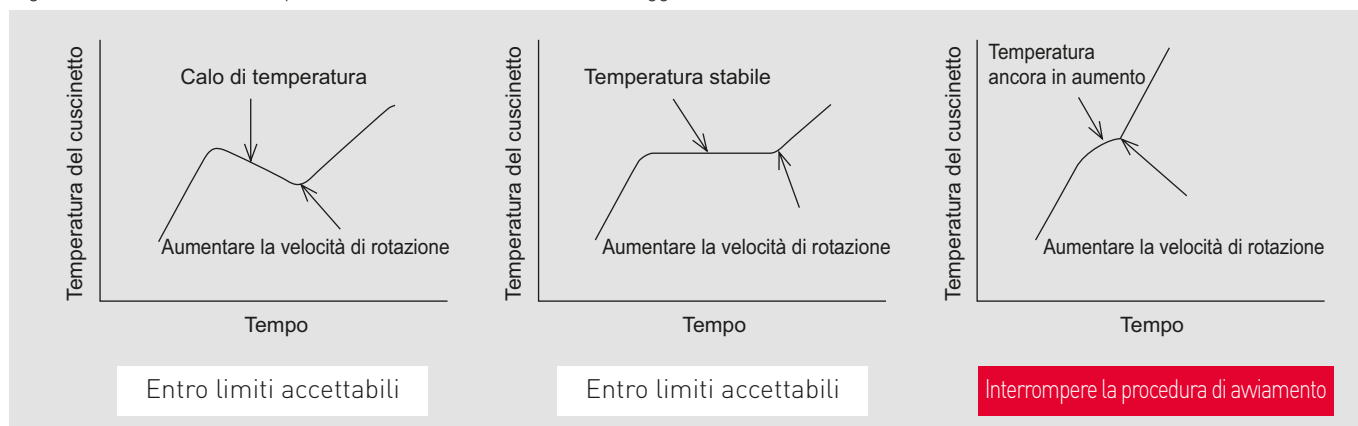 Temperatura del cuscinetto
Calo di temperatura
Aumentare la velocità di rotazione
Tempo
Entro limiti accettabili
Temperatura del cuscinetto
Temperatura stabile
Aumentare la velocità di rotazione
Tempo
Entro limiti accettabili
Temperatura del cuscinetto
Temperatura
ancora in aumento
Aumentare la velocità di rotazione
Tempo
Interrompere la procedura di avviamento